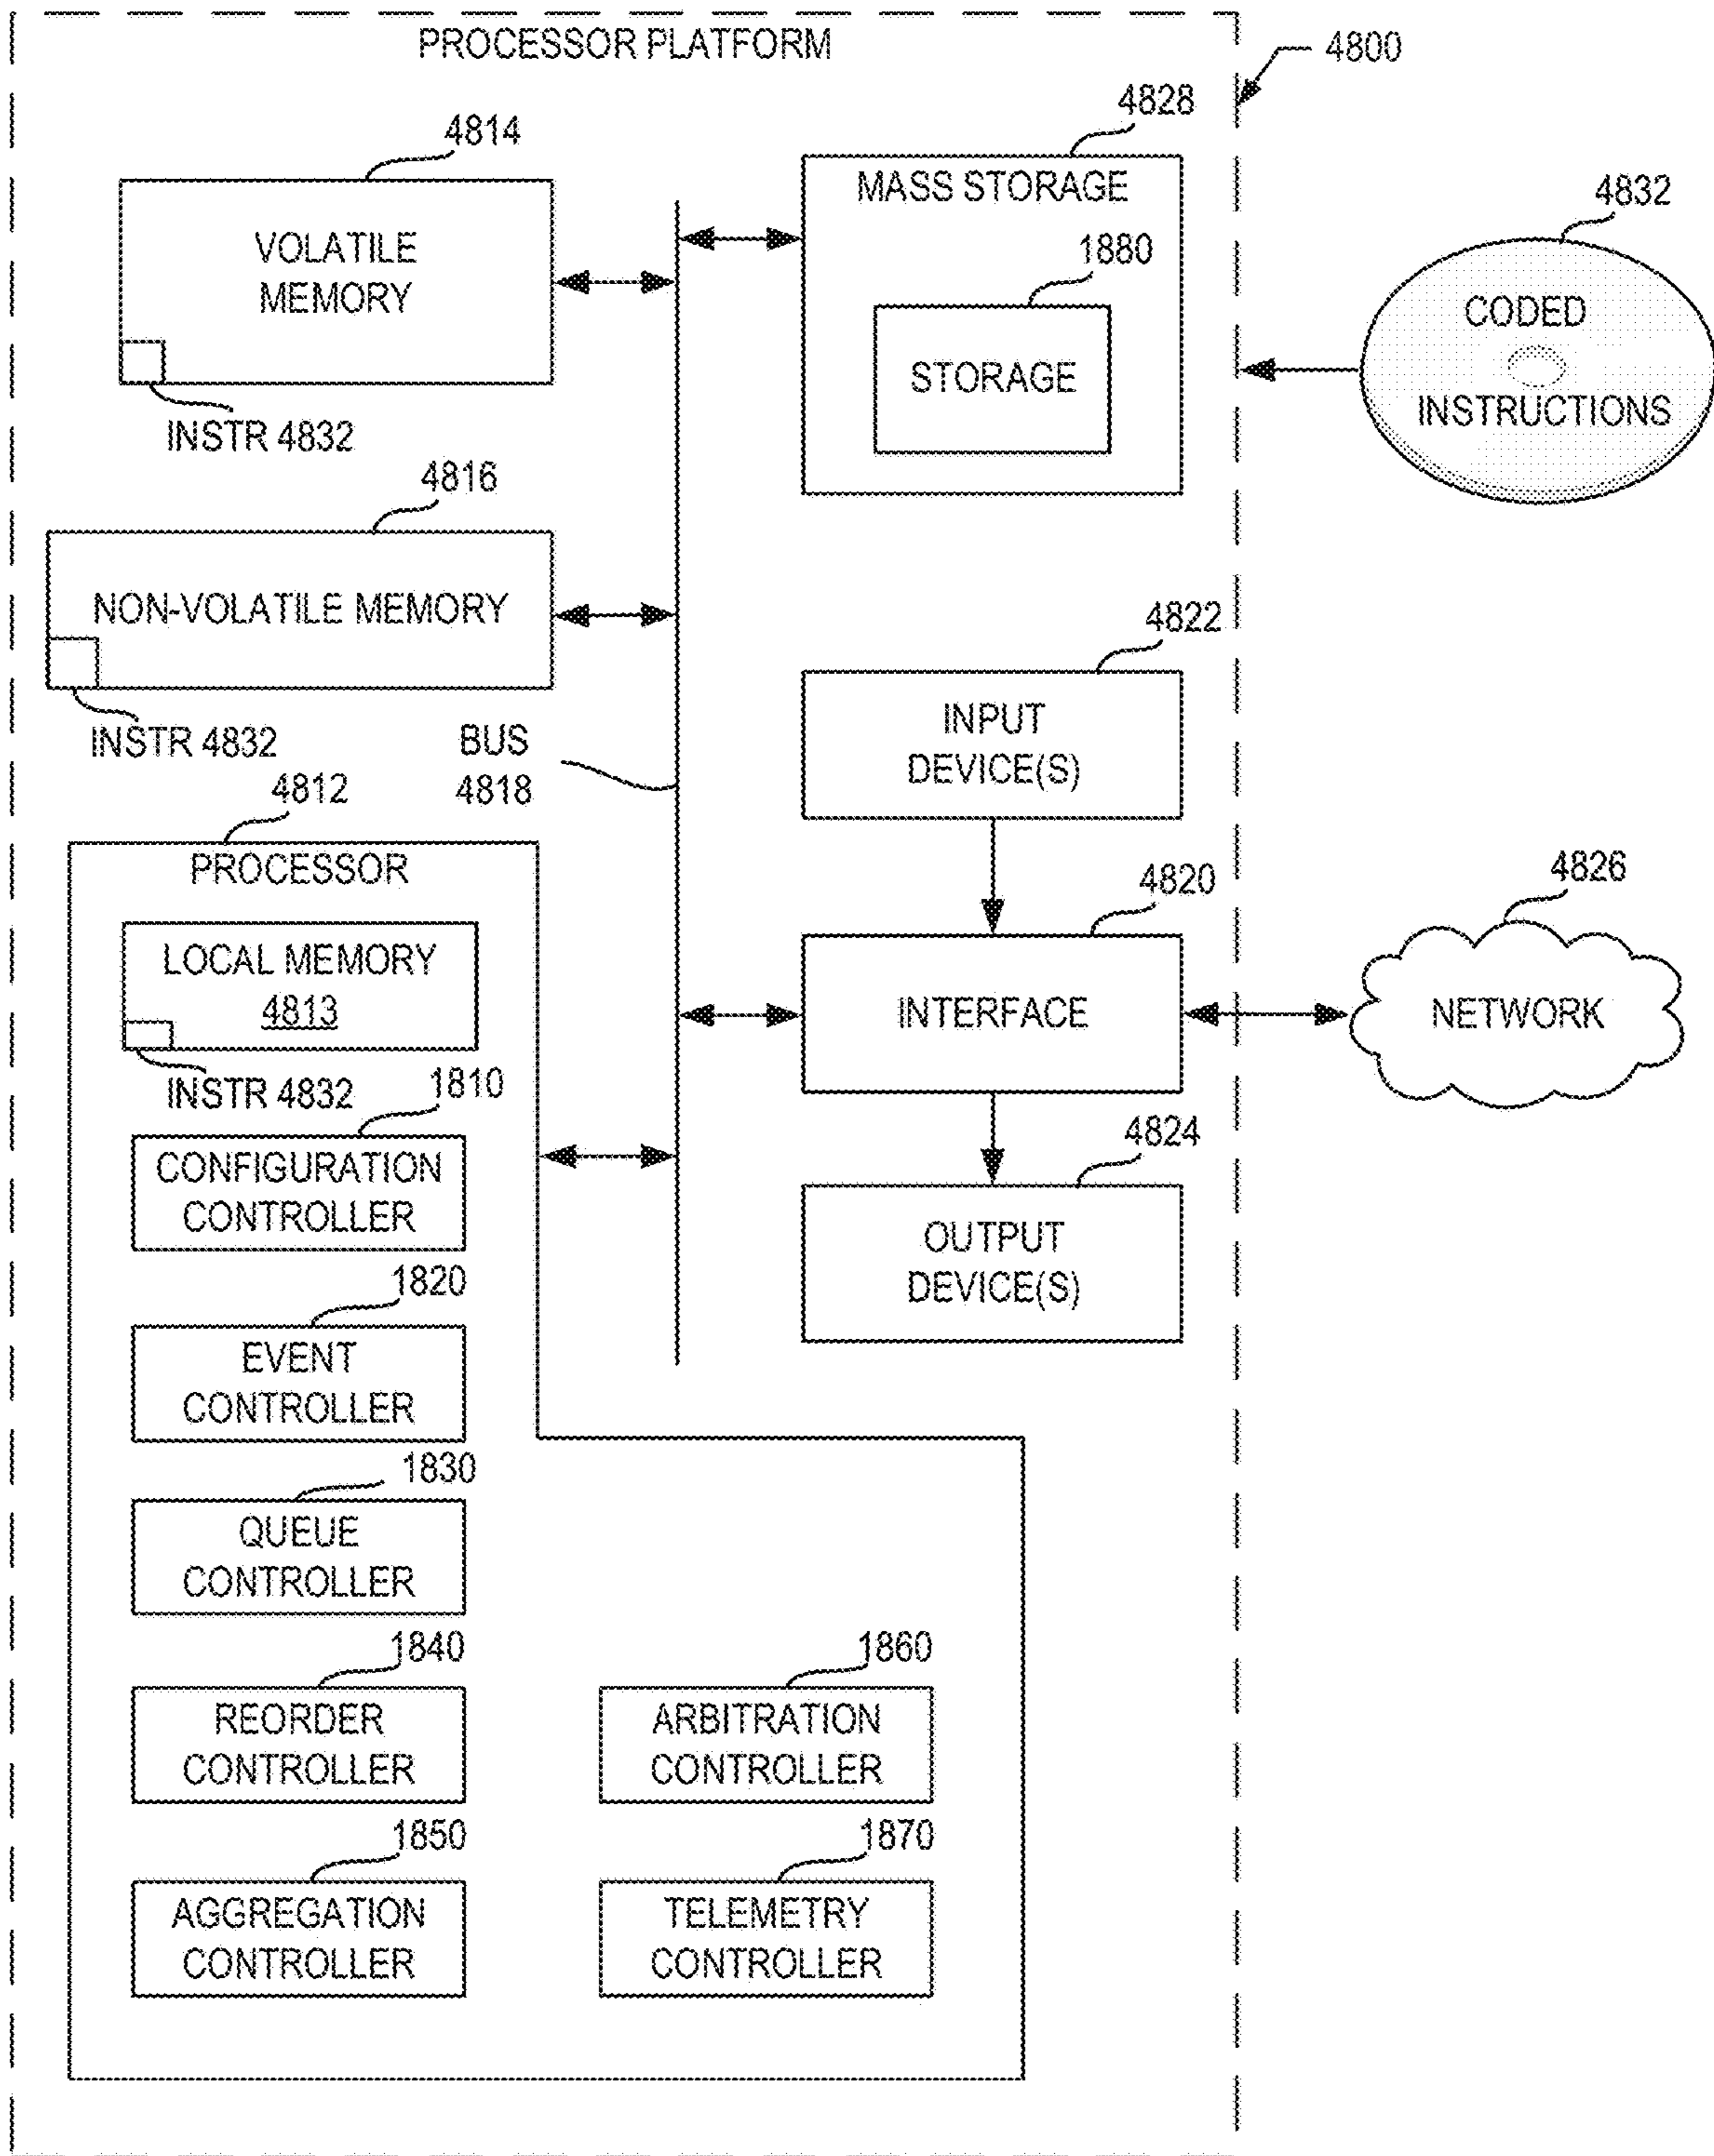 PROCESSOR PLATFORM
4800
4814
VOLATILE
MEMORY
INSTR 4832
4828
MASS STORAGE
1880
STORAGE
4832
CODED
INSTRUCTIONS
4816
NON-VOLATILE MEMORY
INSTR 4832
BUS
4818
4822
INPUT
DEVICE(S)
4820
INTERFACE
4826
NETWORK
4824
OUTPUT
DEVICE(S)
4812
PROCESSOR
LOCAL MEMORY
4813
INSTR 4832
1810
CONFIGURATION
CONTROLLER
1820
EVENT
CONTROLLER
1830
QUEUE
CONTROLLER
1840
REORDER
CONTROLLER
1860
ARBITRATION
CONTROLLER
1850
AGGREGATION
CONTROLLER
1870
TELEMETRY
CONTROLLER